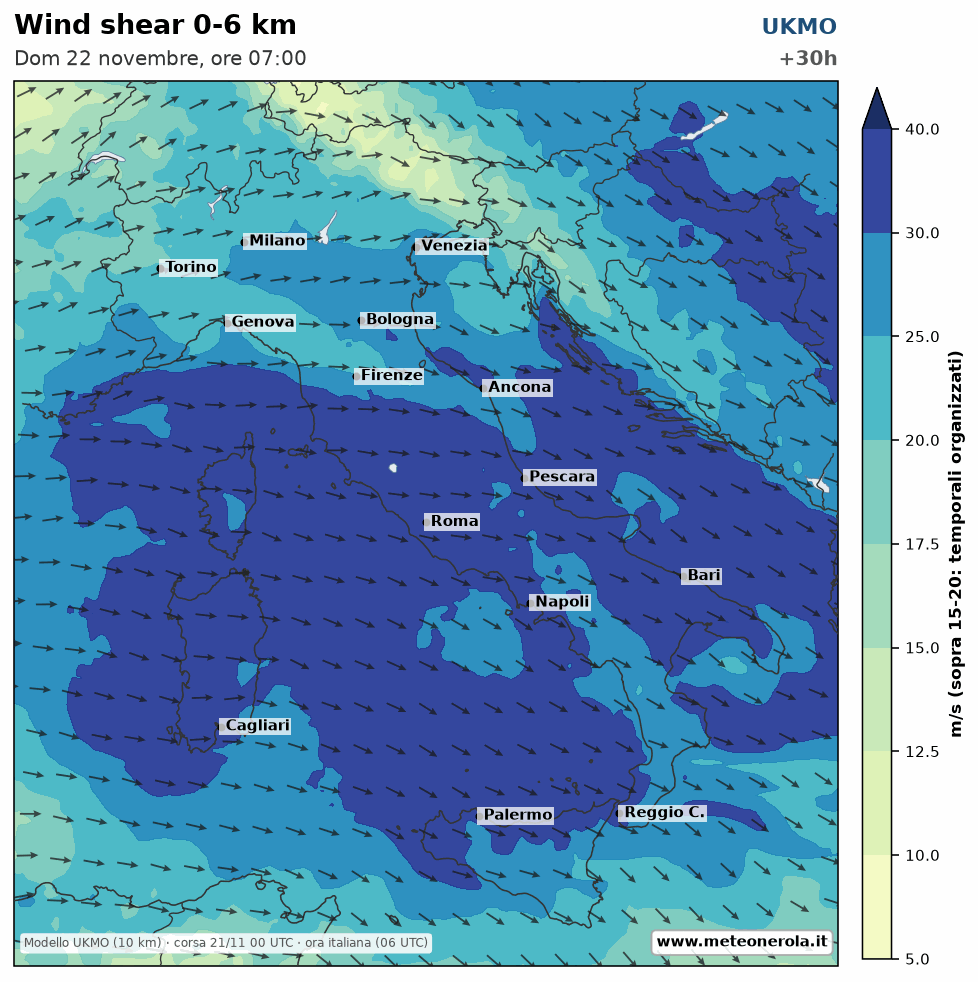 Wind shear 0-6 km
UKMO
Dom 22 novembre, ore 07:00
+30h
40.0
30.0
25.0
20.0
17.5
15.0
12.5
10.0
5.0
m/s (sopra 15-20: temporali organizzati)
Milano
Venezia
Torino
Genova
Bologna
Firenze
Ancona
Pescara
Roma
Bari
Napoli
Cagliari
Palermo
Reggio C.
Modello UKMO (10 km) · corsa 21/11 00 UTC · ora italiana (06 UTC)
www.meteonerola.it